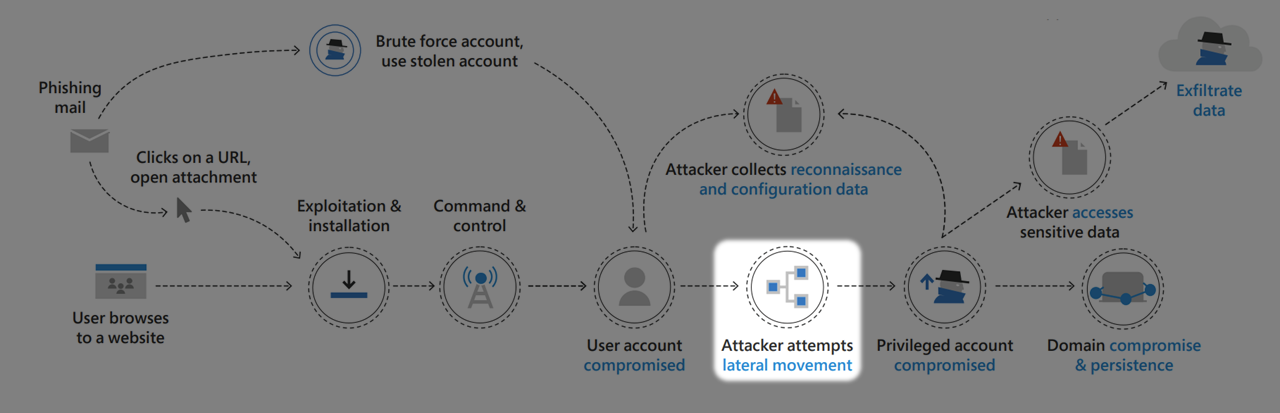 Brute force account,
use stolen account
Phishing
mail
Clicks on a URL,
open attachment
Exploitation &
installation
Command &
control
User browses
to a website
User account
compromised
Attacker collects reconnaissance
and configuration data
Attacker attempts
lateral movement
Privileged account
compromised
Attacker accesses
sensitive data
Exfiltrate
data
Domain compromise
& persistence